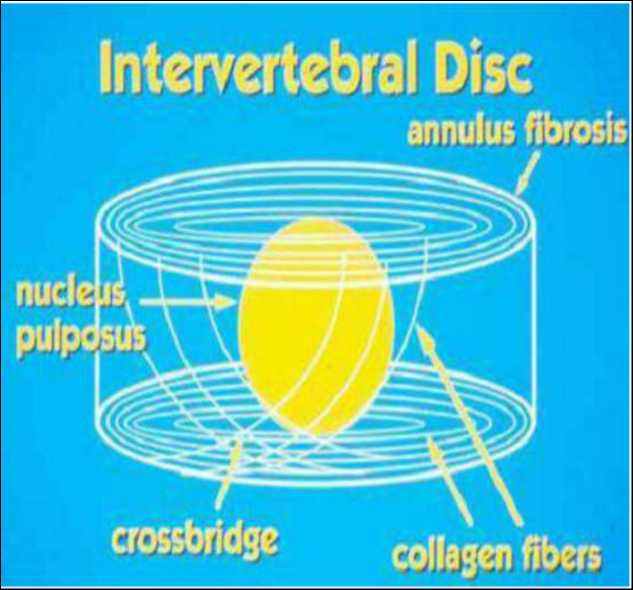 Intervertebral Disc
annulus fibrosis
nucleus
pulposus
crossbridge
collagen fibers